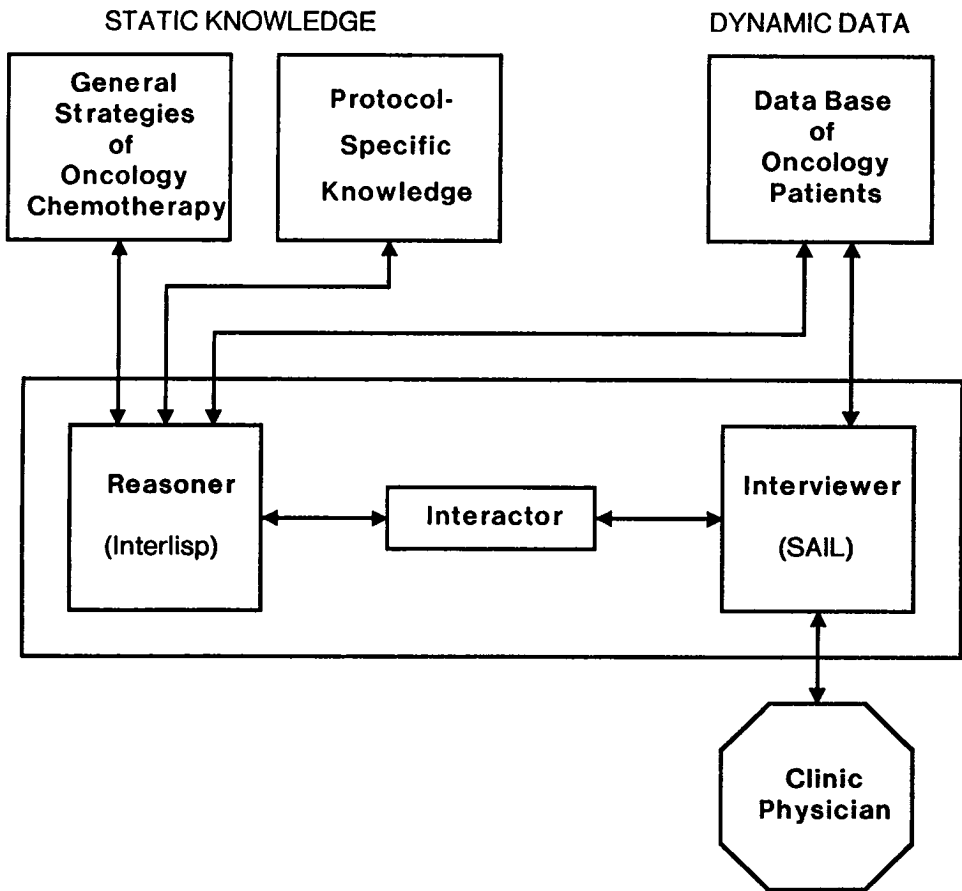 STATIC KNOWLEDGE
DYNAMIC DATA
General
Strategies
of
Oncology
Chemotherapy
Protocol-
Specific
Knowledge
Data Base
of
Oncology
Patients
Reasoner
(Interlisp)
Interactor
Interviewer
(SAIL)
Clinic
Physician